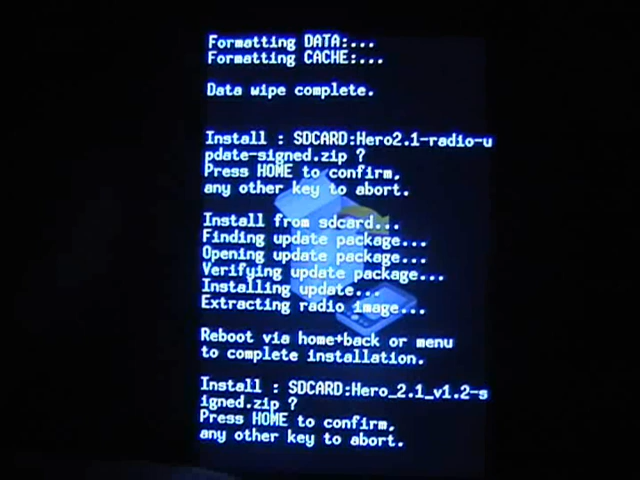 Formatting DATA:...
Formatting CACHE:...
Data wipe complete.
Install : SDCARD:Hero2.1-radio-u
pdate-signed.zip ?
Press HOME to confirm,
any other key to abort.
Install from sdcard...
Finding update package...
Opening update package...
Verifying update package...
Installing update...
Extracting radio image...
Reboot via home+back or menu
to complete installation.
Install : SDCARD:Hero_2.1_v1.2-s
igned.zip ?
Press HOME to confirm,
any other key to abort.